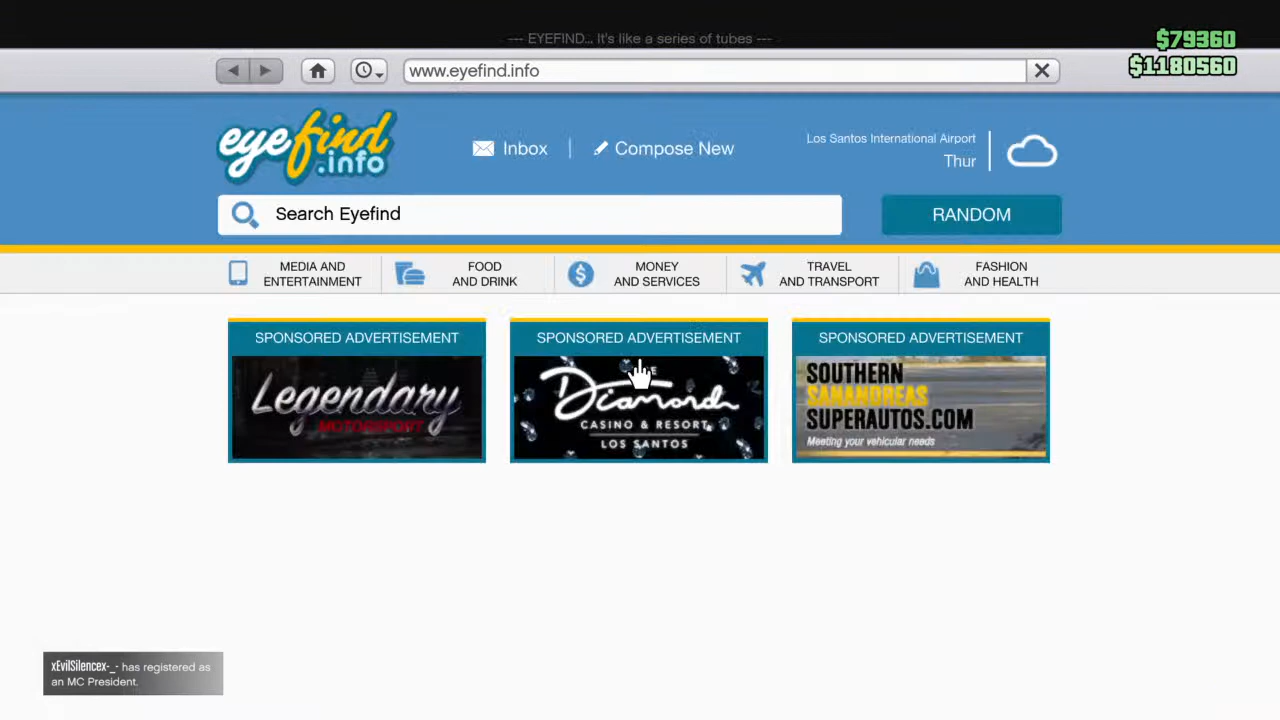 --- EYEFIND... It's like a series of tubes ---
$79360
$1180560
www.eyefind.info
eyefind
.info
Inbox
Compose New
Los Santos International Airport
Thur
Search Eyefind
RANDOM
MEDIA AND
ENTERTAINMENT
FOOD
AND DRINK
MONEY
AND SERVICES
TRAVEL
AND TRANSPORT
FASHION
AND HEALTH
SPONSORED ADVERTISEMENT
Legendary
MOTORSPORT
SPONSORED ADVERTISEMENT
Diamond
CASINO & RESORT
LOS SANTOS
SPONSORED ADVERTISEMENT
SOUTHERN
SANANDREAS
SUPERAUTOS.COM
Meeting your vehicular needs
xEvilSilencex-_- has registered as
an MC President.